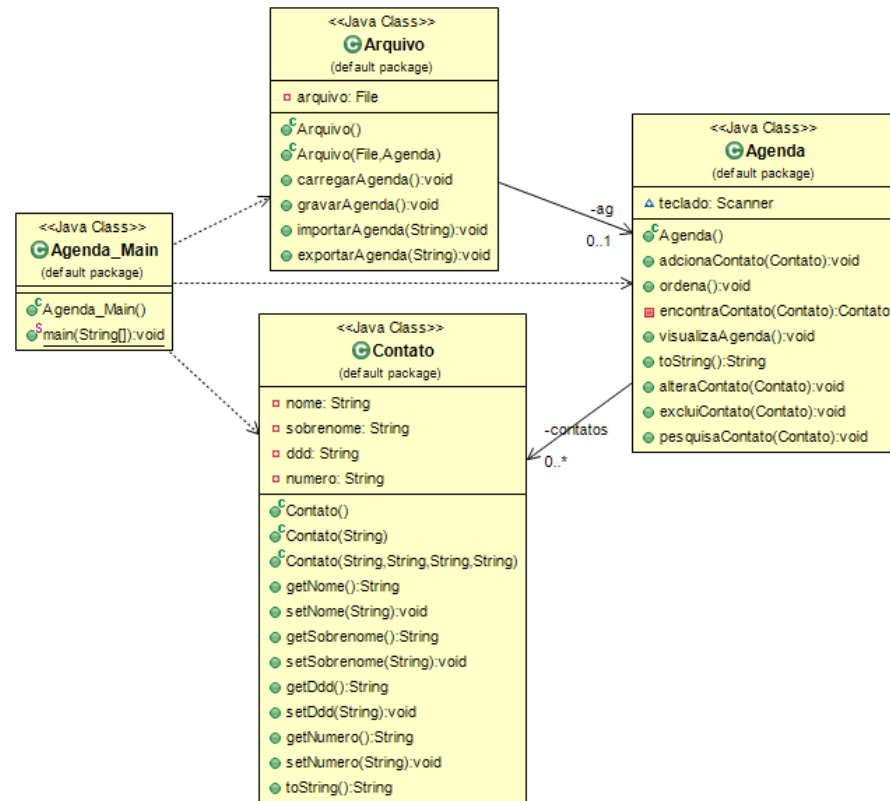 <<Java Class>>
Arquivo
(default package)
arquivo: File
Arquivo()
Arquivo(File,Agenda)
carregarAgenda():void
gravarAgenda():void
importarAgenda(String):void
exportarAgenda(String):void
<<Java Class>>
Agenda
(default package)
teclado: Scanner
Agenda()
adcionaContato(Contato):void
ordena():void
encontraContato(Contato):Contato
visualizaAgenda():void
toString():String
alteraContato(Contato):void
excluiContato(Contato):void
pesquisaContato(Contato):void
-ag
0..1
<<Java Class>>
Agenda_Main
(default package)
Agenda_Main()
main(String[]):void
<<Java Class>>
Contato
(default package)
nome: String
sobrenome: String
ddd: String
numero: String
Contato()
Contato(String)
Contato(String,String,String,String)
getNome():String
setNome(String):void
getSobrenome():String
setSobrenome(String):void
getDdd():String
setDdd(String):void
getNumero():String
setNumero(String):void
toString():String
-contatos
0..*